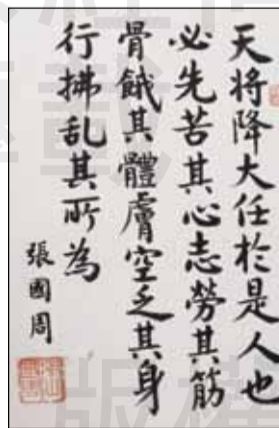 天将降大任於是人也
必先苦其心志勞其筋
骨餓其體膚空乏其身
行拂乱其所為
張國周